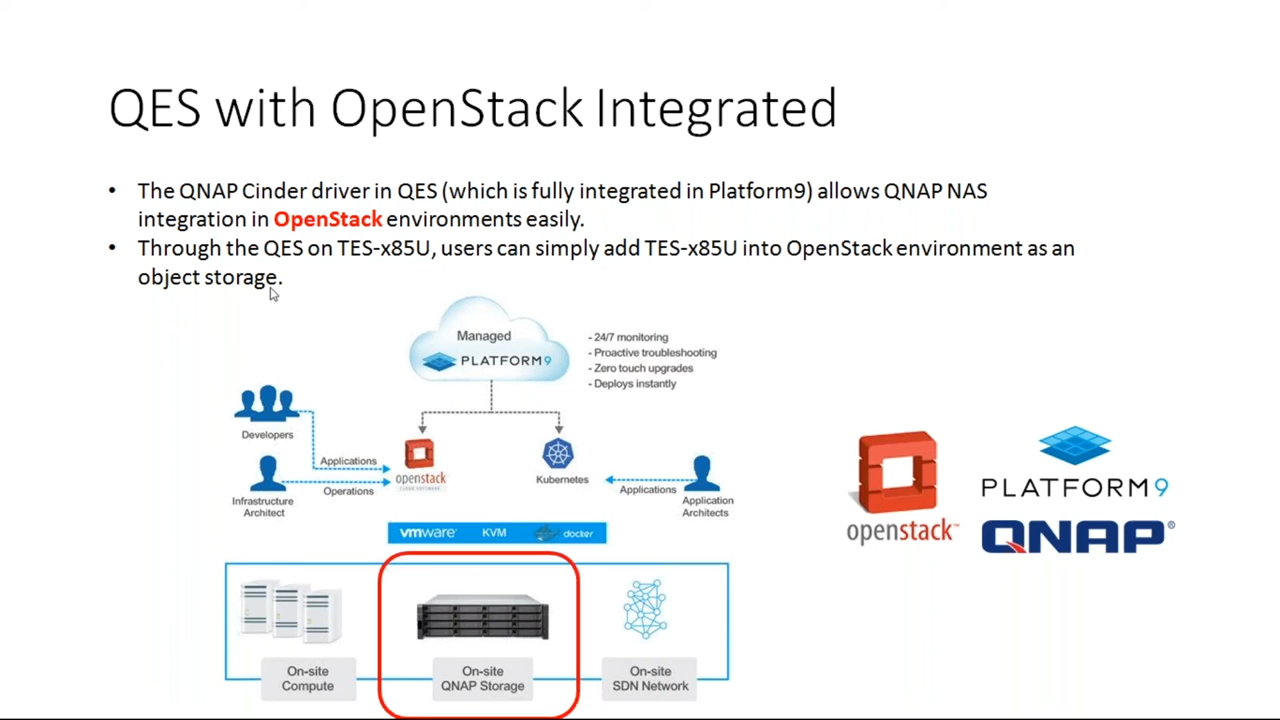 QES with OpenStack Integrated
• The QNAP Cinder driver in QES (which is fully integrated in Platform9) allows QNAP NAS
integration in OpenStack environments easily.
• Through the QES on TES-x85U, users can simply add TES-x85U into OpenStack environment as an
object storage.
Managed
PLATFORM9
- 24/7 monitoring
- Proactive troubleshooting
- Zero touch upgrades
- Deploys instantly
Developers
Applications
Operations
Infrastructure
Architect
openstack
CLOUD SOFTWARE
Kubernetes
Applications
Application
Architects
vmware®
KVM
docker
On-site
Compute
On-site
QNAP Storage
On-site
SDN Network
openstack™
PLATFORM9
QNAP®